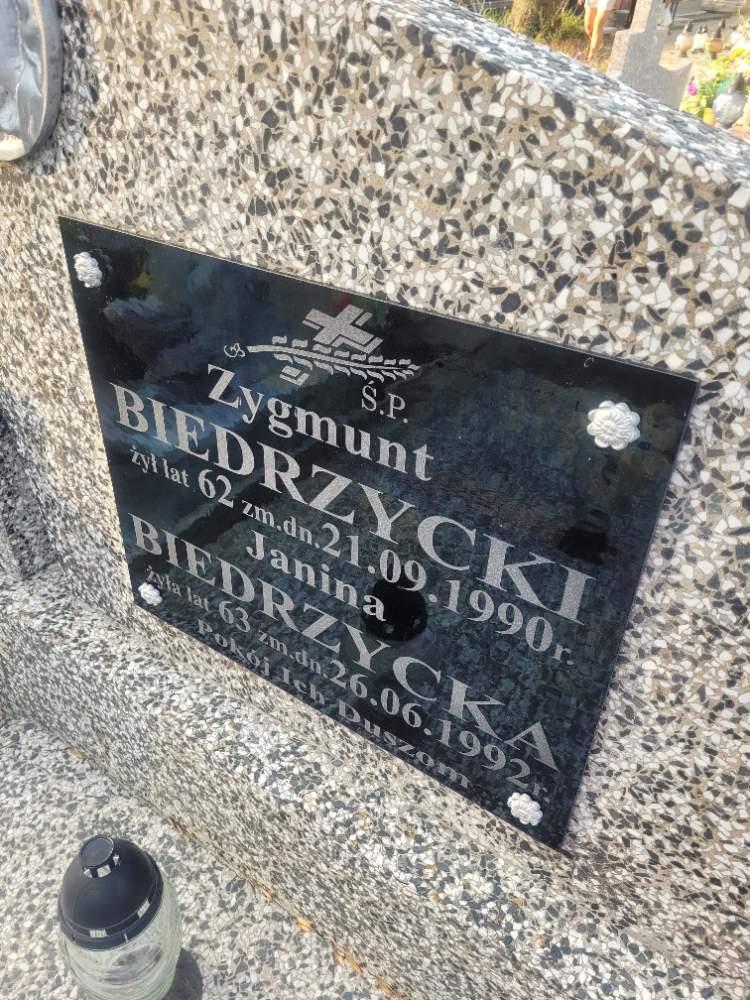 Ś.P.
Zygmunt
BIEDRZYCKI
żył lat 62 zm.dn.21.09.1990r.
Janina
BIEDRZYCKA
żyła lat 63 zm.dn.26.06.1992r.
Pokój Ich Duszom